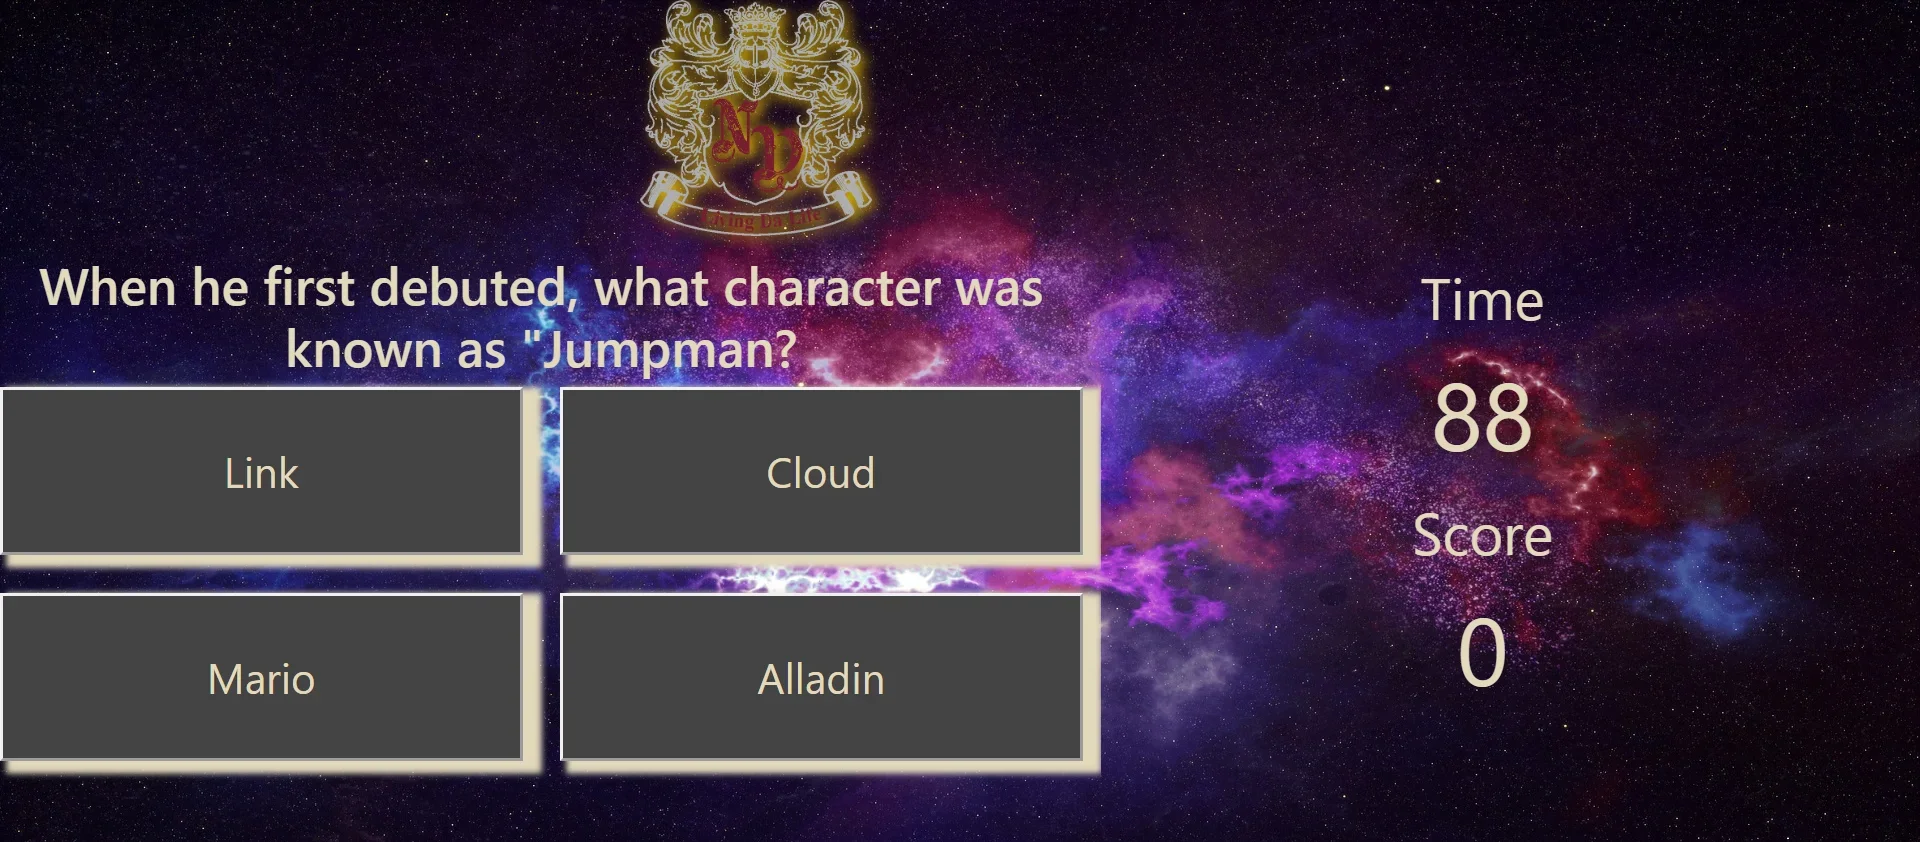 N
D
Living Da Life
When he first debuted, what character was
known as "Jumpman?
Time
88
Link
Cloud
Score
0
Mario
Alladin